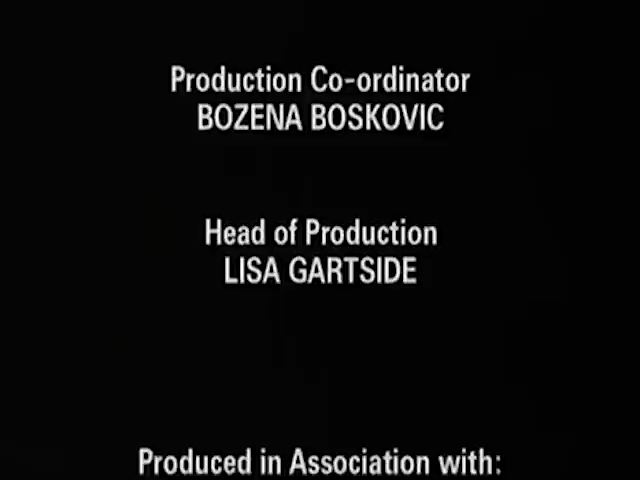 Production Co-ordinator
BOZENA BOSKOVIC
Head of Production
LISA GARTSIDE
Produced in Association with: